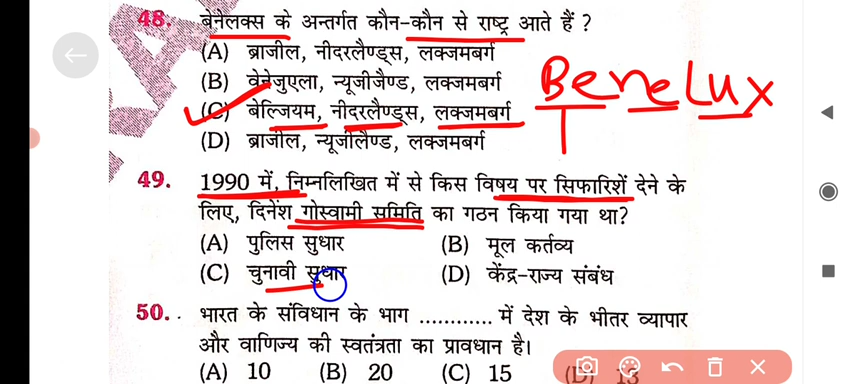 48. बेनेलक्स के अन्तर्गत कौन-कौन से राष्ट्र आते हैं ?
(A) ब्राजील, नीदरलैण्ड्स, लक्जमबर्ग
(B) वेनेजुएला, न्यूजीजैण्ड, लक्जमबर्ग
Benelux
(C) बेल्जियम, नीदरलैण्ड्स, लक्जमबर्ग
(D) ब्राजील, न्यूजीलैण्ड, लक्जमबर्ग
49. 1990 में, निम्नलिखित में से किस विषय पर सिफारिशें देने के
लिए, दिनेश गोस्वामी समिति का गठन किया गया था?
(A) पुलिस सुधार (B) मूल कर्तव्य
(C) चुनावी सुधार (D) केंद्र-राज्य संबंध
50. भारत के संविधान के भाग ............ में देश के भीतर व्यापार
और वाणिज्य की स्वतंत्रता का प्रावधान है।
(A) 10 (B) 20 (C) 15 (D) 13